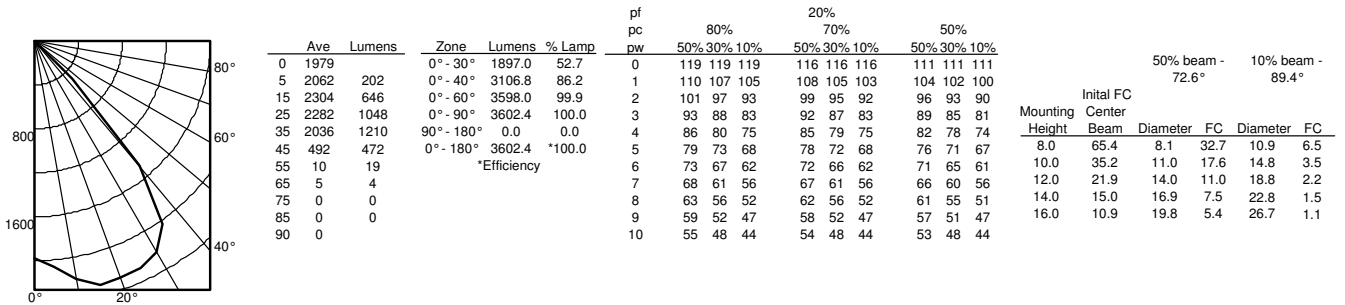 80°
60°
40°
800
1600
0° 20°
Ave Lumens
0 1979
5 2062 202
15 2304 646
25 2282 1048
35 2036 1210
45 492 472
55 10 19
65 5 4
75 0 0
85 0 0
90 0
Zone Lumens % Lamp
0° - 30° 1897.0 52.7
0° - 40° 3106.8 86.2
0° - 60° 3598.0 99.9
0° - 90° 3602.4 100.0
90° - 180° 0.0 0.0
0° - 180° 3602.4 *100.0
*Efficiency
pf 20%
pc 80% 70% 50%
pw 50% 30% 10% 50% 30% 10% 50% 30% 10%
0 119 119 119 116 116 116 111 111 111
1 110 107 105 108 105 103 104 102 100
2 101 97 93 99 95 92 96 93 90
3 93 88 83 92 87 83 89 85 81
4 86 80 75 85 79 75 82 78 74
5 79 73 68 78 72 68 76 71 67
6 73 67 62 72 66 62 71 65 61
7 68 61 56 67 61 56 66 60 56
8 63 56 52 62 56 52 61 55 51
9 59 52 47 58 52 47 57 51 47
10 55 48 44 54 48 44 53 48 44
50% beam - 10% beam -
72.6° 89.4°
Inital FC
Mounting Center
Height Beam Diameter FC Diameter FC
8.0 65.4 8.1 32.7 10.9 6.5
10.0 35.2 11.0 17.6 14.8 3.5
12.0 21.9 14.0 11.0 18.8 2.2
14.0 15.0 16.9 7.5 22.8 1.5
16.0 10.9 19.8 5.4 26.7 1.1